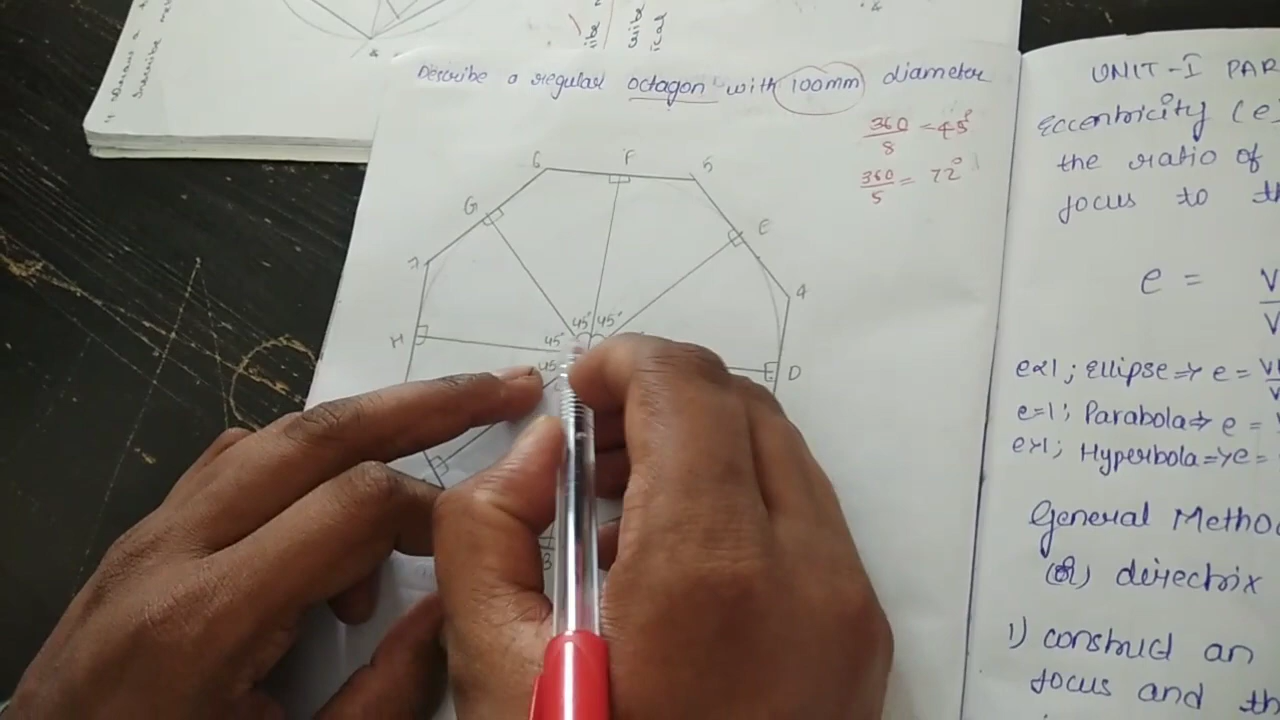 Describe a regular octagon with 100mm diameter
360/8 = 45°
360/5 = 72°
6 F 5
G
E
7
4
45° 45°
H
45°
45
D
B
UNIT-I PAR
Eccentricity (e
the ratio of
focus to th
e =
e<1 ; Ellipse ⇒ e =
e=1 ; Parabola ⇒ e =
e>1 ; Hyperbola ⇒ e =
General Metho
(or) directrix
1) construct an
focus and th